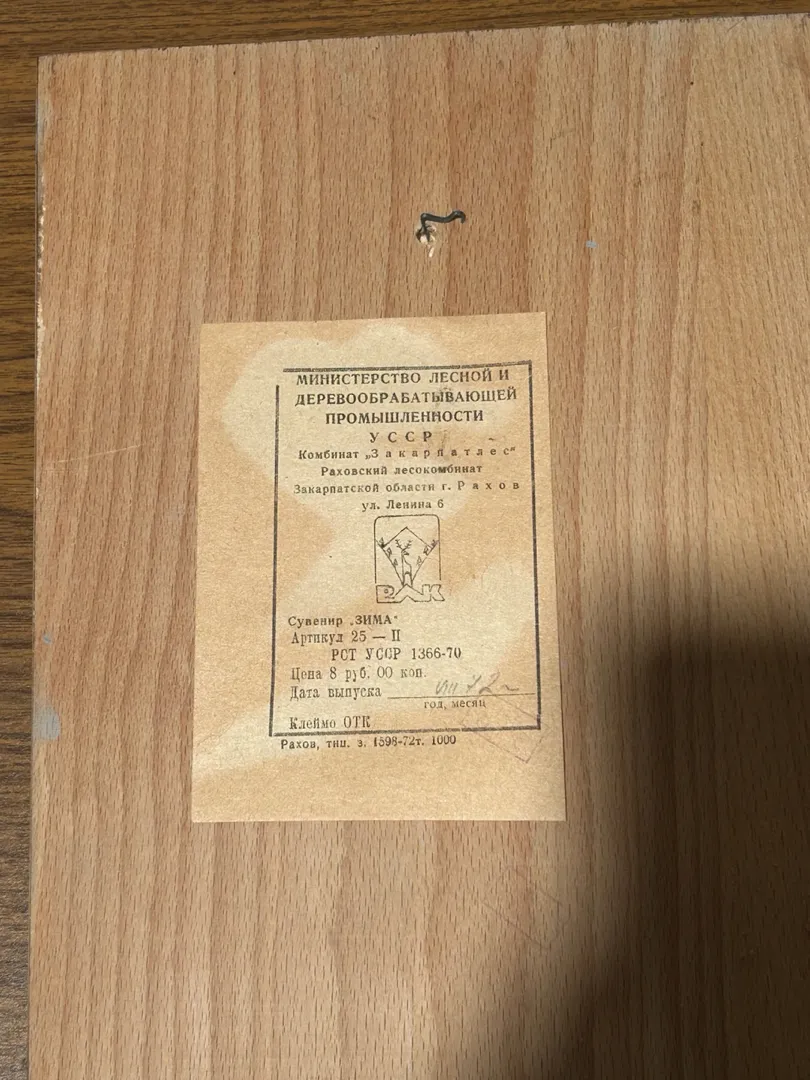 МИНИСТЕРСТВО ЛЕСНОЙ И
ДЕРЕВООБРАБАТЫВАЮЩЕЙ
ПРОМЫШЛЕННОСТИ
УССР
Комбинат „Закарпатлес"
Раховский лесокомбинат
Закарпатской области г. Рахов
ул. Ленина 6
РЛК
Сувенир „ЗИМА"
Артикул 25 — П
РСТ УССР 1366-70
Цена 8 руб. 00 коп.
Дата выпуска
год, месяц
Клеймо ОТК
Рахов, тип. з. 1598-72г. 1000